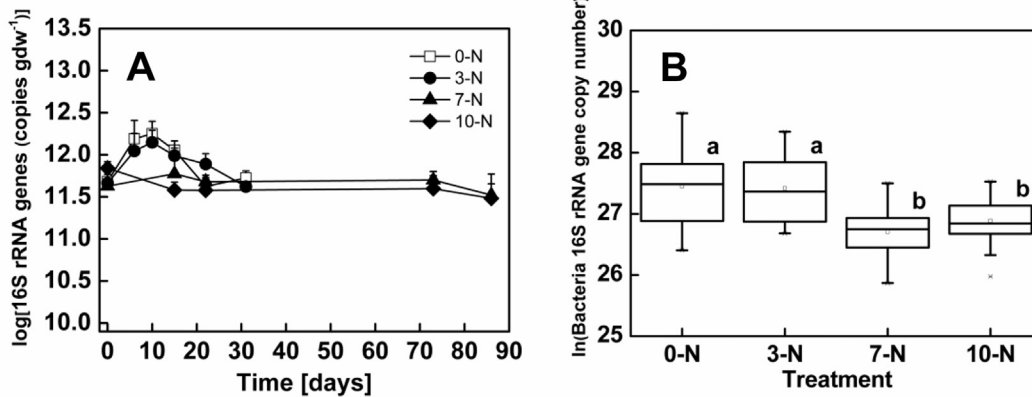 log[16S rRNA genes (copies gdw⁻¹)]
13.5
13.0
12.5
12.0
11.5
11.0
10.5
10.0
A
0-N
3-N
7-N
10-N
0 10 20 30 40 50 60 70 80 90
Time [days]
ln(Bacteria 16S rRNA gene copy number)
30
29
28
27
26
25
B
a
a
b
b
0-N 3-N 7-N 10-N
Treatment